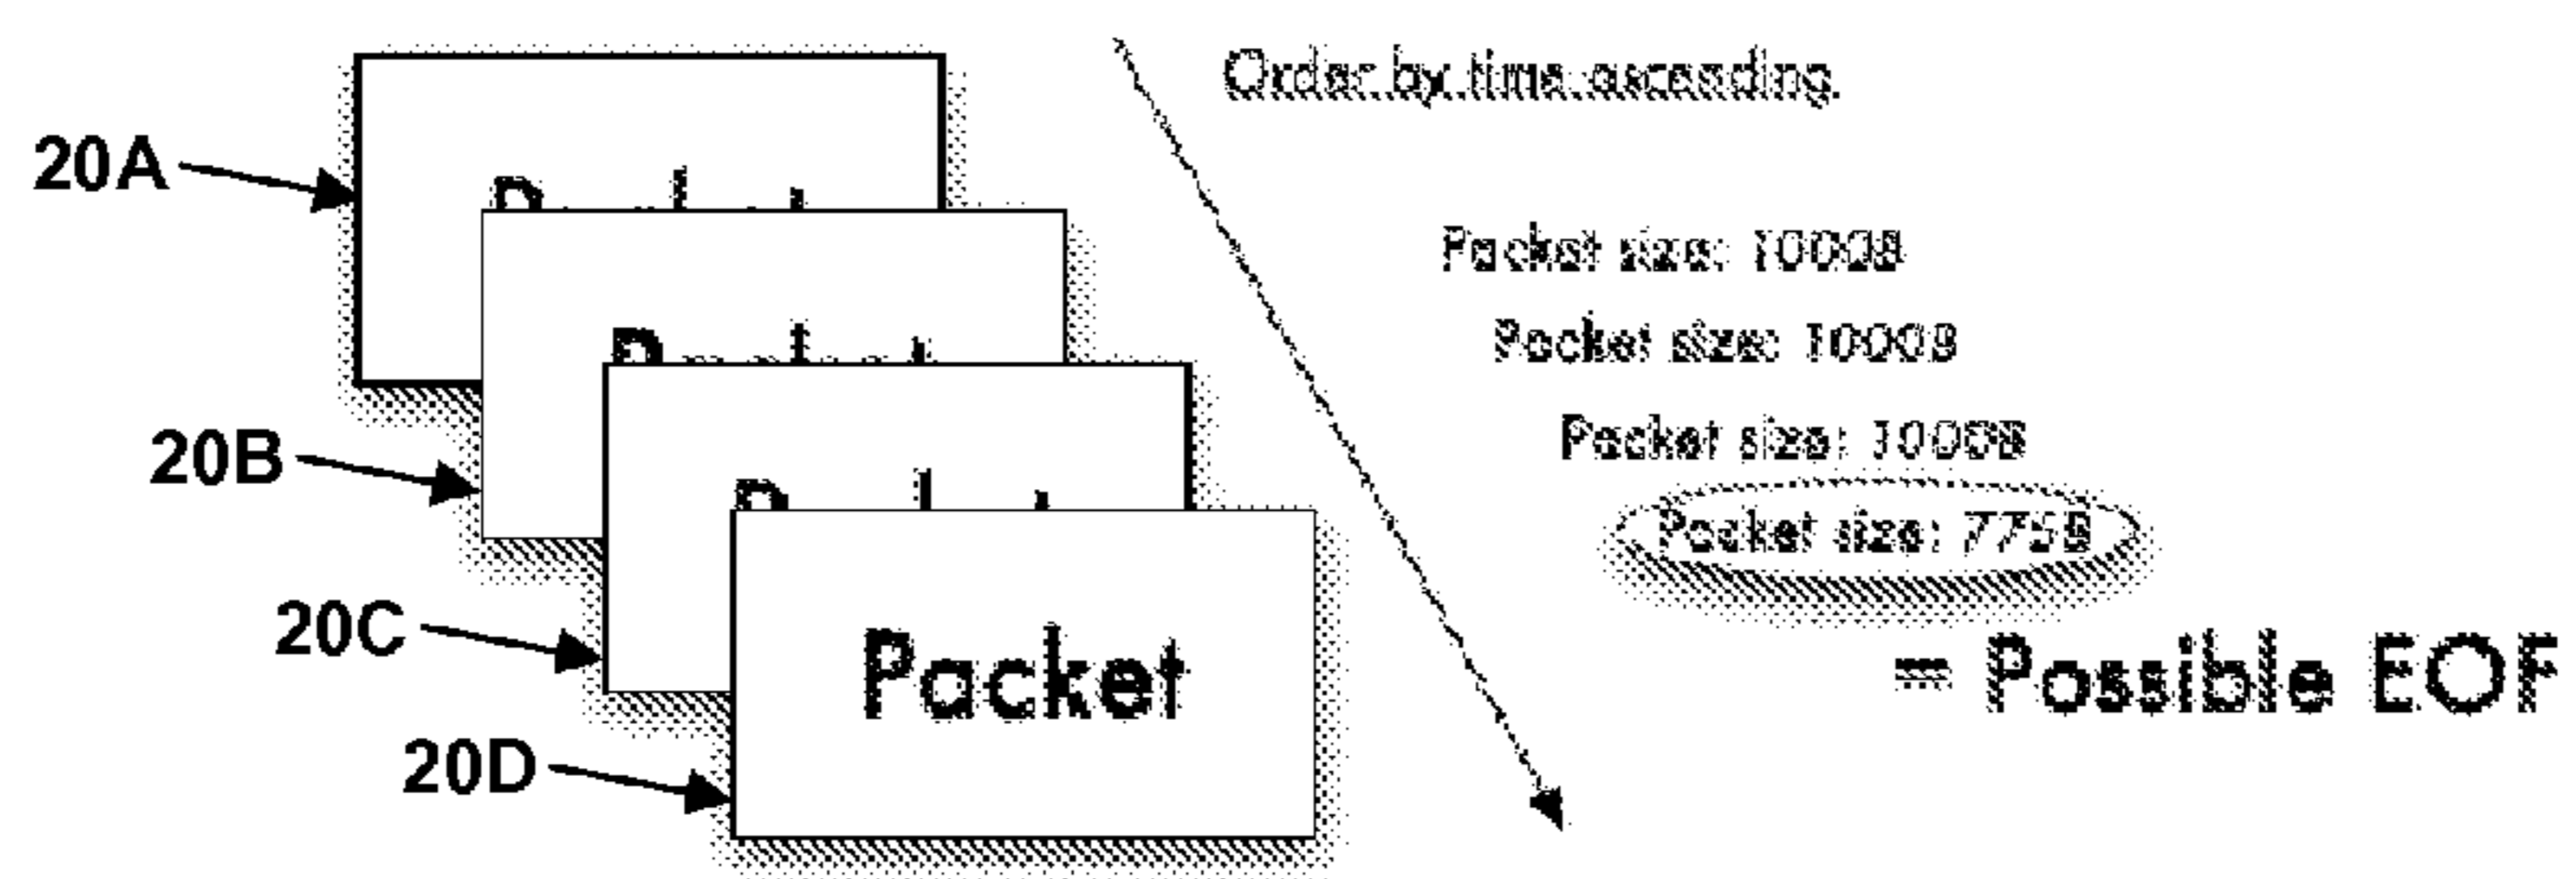 Order by time ascending.
20A
Packet size: 1000B
Packet size: 1000B
20B
Packet size: 1000B
Packet size: 775B
20C
Packet
= Possible EOF
20D